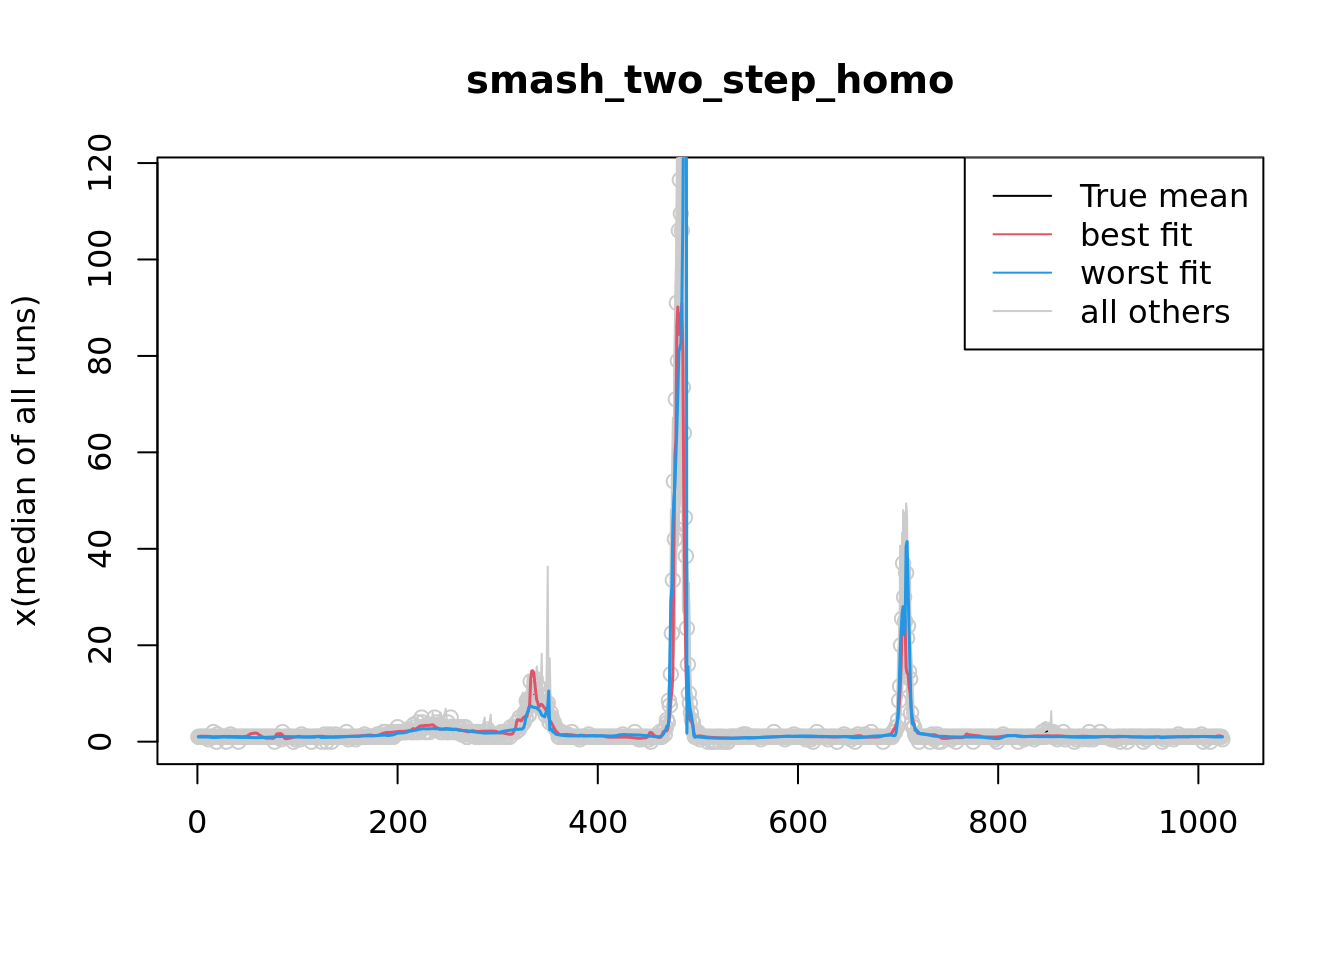 smash_two_step_homo
True mean
best fit
worst fit
all others
x(median of all runs)
120
100
80
60
40
20
0
0 200 400 600 800 1000